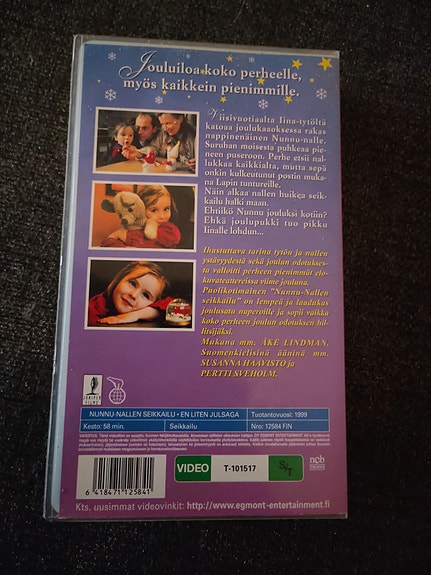 Jouluiloa koko perheelle,
myös kaikkein pienimmille.
Viisivuotiaalta Iina-tytöltä
katoaa joulukaaoksessa rakas
nappinenäinen Nunnu-nalle.
Suruhan moisesta puhkeaa pie-
neen puseroon. Perhe etsii nal-
lukkaa kaikkialta, mutta sepä
onkin kulkeutunut postin muka-
na Lapin tuntureille.
Näin alkaa nallen huikea seik-
kailu halki maan.
Ehtiikö Nunnu jouluksi kotiin?
Ehkä joulupukki tuo pikku
Iinalle lohdun...
Ihastuttava tarina tytön ja nallen
ystävyydestä sekä joulun odotukses-
ta valloitti perheen pienimmät elo-
kuvateattereissa viime jouluna.
Puolikotimainen "Nunnu-Nallen
seikkailu" on lempeä ja laadukas
joulusatu naperoille ja sopii vaikka
koko perheen joulun odotuksen hil-
litsijäksi.
Mukana mm. ÅKE LINDMAN.
Suomenkielisinä ääninä mm.
SUSANNA HAAVISTO ja
PERTTI SVEHOLM.
JUNIPER
FILMS
NUNNU-NALLEN SEIKKAILU • EN LITEN JULSAGA
Tuotantovuosi: 1999
Kesto: 58 min.
Seikkailu
Nro: 12584 FIN
VIDEO
T-101517
S/T
ncb
6 418471 125841
Kts. uusimmat videovinkit: http://www.egmont-entertainment.fi